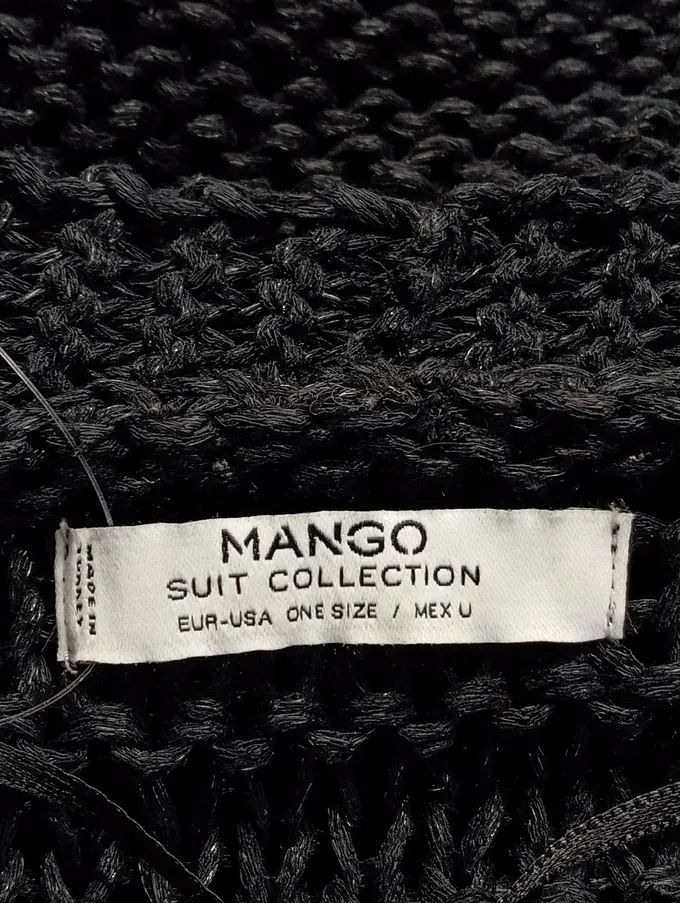 MANGO
SUIT COLLECTION
EUR-USA ONE SIZE / MEX U
MADE IN
TURKEY